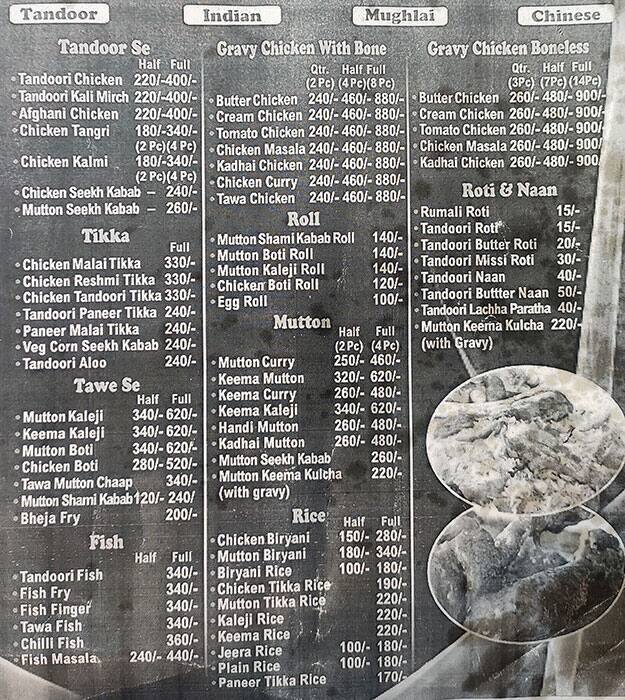 Tandoor
Indian
Mughlai
Chinese
Tandoor Se
Half Full
Tandoori Chicken 220/-400/-
Tandoori Kali Mirch 220/-400/-
Afghani Chicken 220/-400/-
Chicken Tangri 180/-340/-
(2 Pc)(4 Pc)
Chicken Kalmi 180/-340/-
(2 Pc)(4 Pc)
Chicken Seekh Kabab – 240/-
Mutton Seekh Kabab – 260/-
Tikka
Full
Chicken Malai Tikka 330/-
Chicken Reshmi Tikka 330/-
Chicken Tandoori Tikka 330/-
Tandoori Paneer Tikka 240/-
Paneer Malai Tikka 240/-
Veg Corn Seekh Kabab 240/-
Tandoori Aloo 240/-
Tawe Se
Half Full
Mutton Kaleji 340/- 620/-
Keema Kaleji 340/- 620/-
Mutton Boti 340/- 620/-
Chicken Boti 280/- 520/-
Tawa Mutton Chaap 340/-
Mutton Shami Kabab 120/- 240/
Bheja Fry 200/-
Fish
Half Full
Tandoori Fish 340/-
Fish Fry 340/-
Fish Finger 340/-
Tawa Fish 340/-
Chilli Fish 360/-
Fish Masala 240/- 440/-
Gravy Chicken With Bone
Qtr. Half Full
(2 Pc) (4 Pc)(8 Pc)
Butter Chicken 240/- 460/- 880/-
Cream Chicken 240/- 460/- 880/-
Tomato Chicken 240/- 460/- 880/-
Chicken Masala 240/- 460/- 880/-
Kadhai Chicken 240/- 460/- 880/-
Chicken Curry 240/- 460/- 880/-
Tawa Chicken 240/- 460/- 880/-
Roll
Mutton Shami Kabab Roll 140/-
Mutton Boti Roll 140/-
Mutton Kaleji Roll 140/-
Chicken Boti Roll 120/-
Egg Roll 100/-
Mutton
Half Full
(2 Pc) (4 Pc)
Mutton Curry 250/- 460/-
Keema Mutton 320/- 620/-
Keema Curry 260/- 480/-
Keema Kaleji 340/- 620/-
Handi Mutton 260/- 480/-
Kadhai Mutton 260/- 480/-
Mutton Seekh Kabab 260/-
Mutton Keema Kulcha 220/-
(with gravy)
Rice
Half Full
Chicken Biryani 150/- 280/-
Mutton Biryani 180/- 340/-
Biryani Rice 100/- 180/-
Chicken Tikka Rice 190/-
Mutton Tikka Rice 220/-
Kaleji Rice 220/-
Keema Rice 220/-
Jeera Rice 100/- 180/-
Plain Rice 100/- 180/-
Paneer Tikka Rice 170/-
Gravy Chicken Boneless
Qtr. Half Full
(3Pc) (7Pc) (14Pc)
Butter Chicken 260/- 480/- 900/-
Cream Chicken 260/- 480/- 900/-
Tomato Chicken 260/- 480/- 900/-
Chicken Masala 260/- 480/- 900/
Kadhai Chicken 260/- 480/- 900/
Roti & Naan
Rumali Roti 15/-
Tandoori Roti 15/-
Tandoori Butter Roti 20/-
Tandoori Missi Roti 30/-
Tandoori Naan 40/-
Tandoori Buttter Naan 50/-
Tandoori Lachha Paratha 40/-
Mutton Keema Kulcha 220/-
(with Gravy)